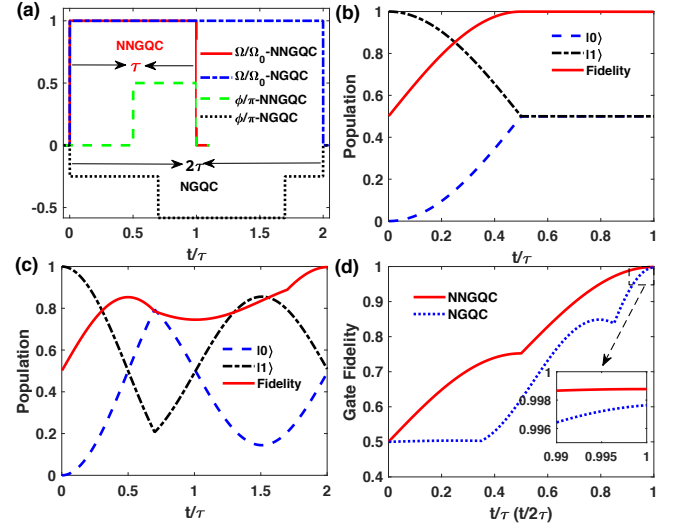 (a)
1
0.5
0
-0.5
0
0.5
1
1.5
2
t/τ
NNGQC
τ
2τ
NGQC
Ω/Ω₀-NNGQC
Ω/Ω₀-NGQC
ϕ/π-NNGQC
ϕ/π-NGQC
(b)
Population
1
0.8
0.6
0.4
0.2
0
0
0.2
0.4
0.6
0.8
1
t/τ
|0⟩
|1⟩
Fidelity
(c)
Population
1
0.8
0.6
0.4
0.2
0
0
0.5
1
1.5
2
t/τ
|0⟩
|1⟩
Fidelity
(d)
Gate Fidelity
1
0.9
0.8
0.7
0.6
0.5
0.4
0
0.2
0.4
0.6
0.8
1
t/τ (t/2τ)
NNGQC
NGQC
1
0.998
0.996
0.99
0.995
1